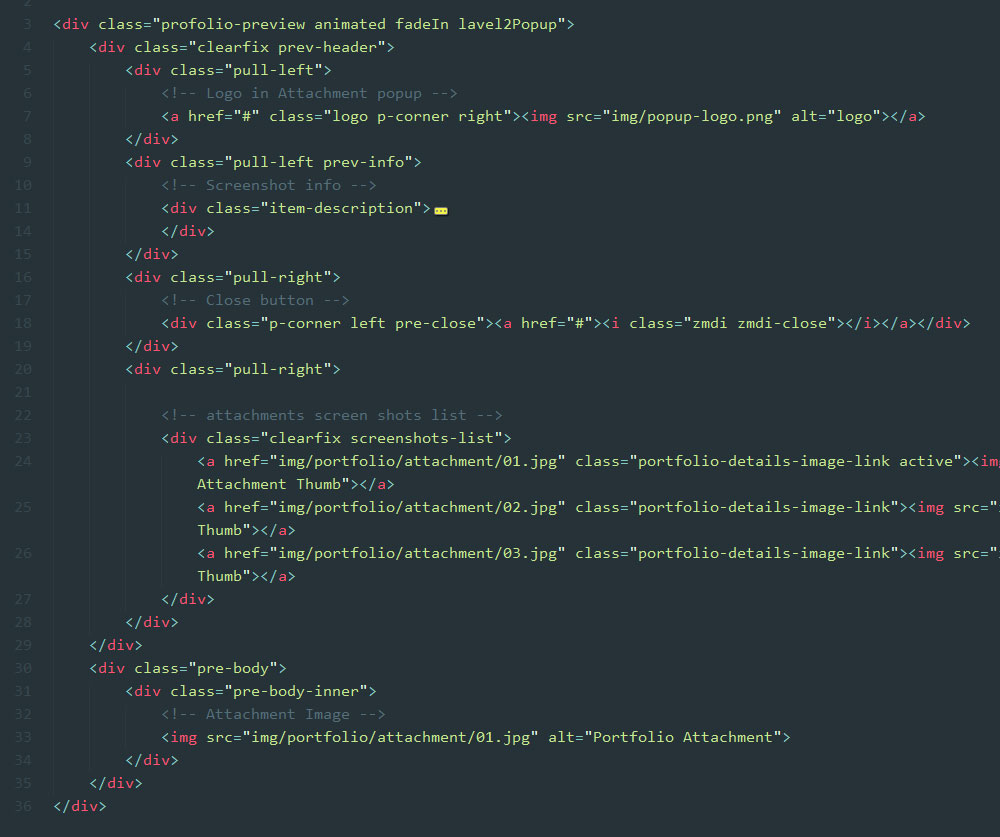 2
3 <div class="profolio-preview animated fadeIn lavel2Popup">
4 <div class="clearfix prev-header">
5 <div class="pull-left">
6 <!-- Logo in Attachment popup -->
7 <a href="#" class="logo p-corner right"><img src="img/popup-logo.png" alt="logo"></a>
8 </div>
9 <div class="pull-left prev-info">
10 <!-- Screenshot info -->
11 <div class="item-description">
14 </div>
15 </div>
16 <div class="pull-right">
17 <!-- Close button -->
18 <div class="p-corner left pre-close"><a href="#"><i class="zmdi zmdi-close"></i></a></div>
19 </div>
20 <div class="pull-right">
21
22 <!-- attachments screen shots list -->
23 <div class="clearfix screenshots-list">
24 <a href="img/portfolio/attachment/01.jpg" class="portfolio-details-image-link active"><img
Attachment Thumb"></a>
25 <a href="img/portfolio/attachment/02.jpg" class="portfolio-details-image-link"><img src="
Thumb"></a>
26 <a href="img/portfolio/attachment/03.jpg" class="portfolio-details-image-link"><img src="
Thumb"></a>
27 </div>
28 </div>
29 </div>
30 <div class="pre-body">
31 <div class="pre-body-inner">
32 <!-- Attachment Image -->
33 <img src="img/portfolio/attachment/01.jpg" alt="Portfolio Attachment">
34 </div>
35 </div>
36 </div>